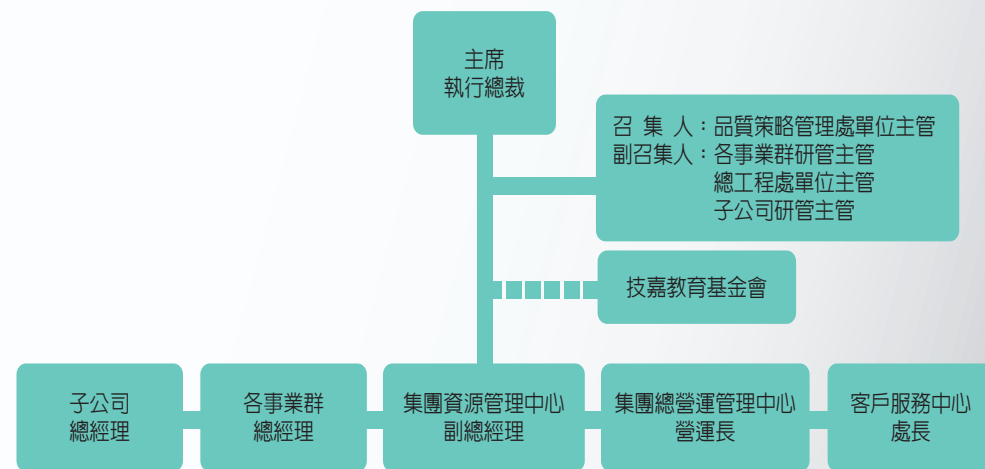 主席
執行總裁
召 集 人：品質策略管理處單位主管
副召集人：各事業群研管主管
總工程處單位主管
子公司研管主管
技嘉教育基金會
子公司
總經理
各事業群
總經理
集團資源管理中心
副總經理
集團總營運管理中心
營運長
客戶服務中心
處長